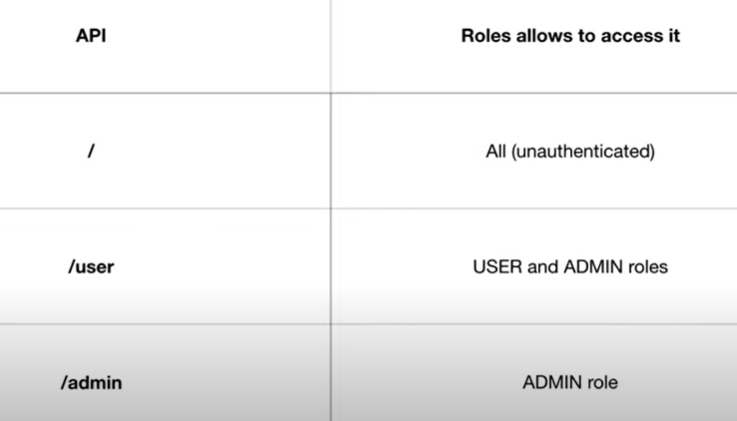 API
Roles allows to access it
/
All (unauthenticated)
/user
USER and ADMIN roles
/admin
ADMIN role